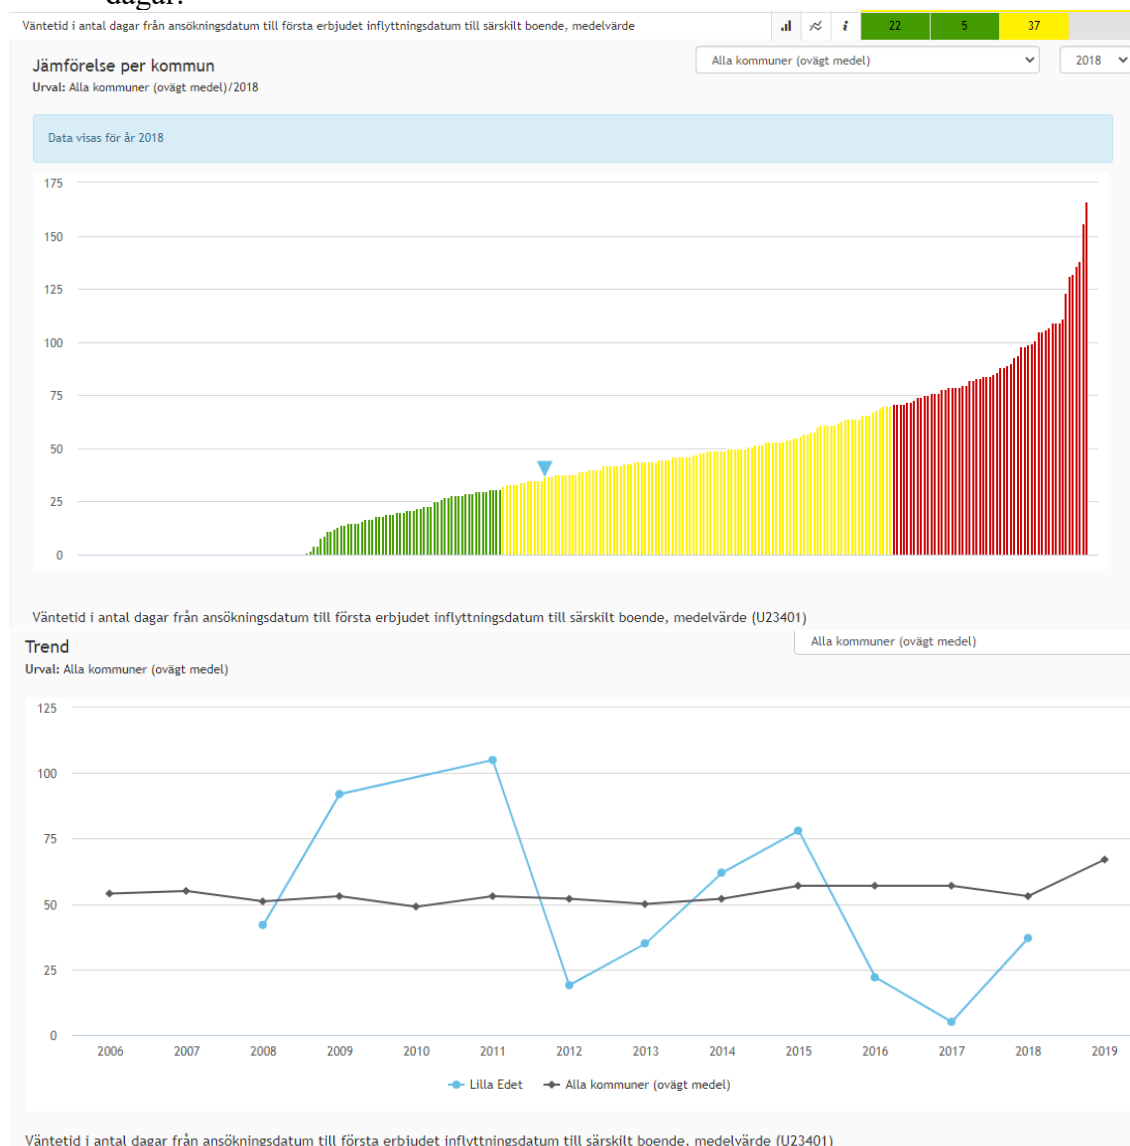 dagar.
Väntetid i antal dagar från ansökningsdatum till första erbjudet inflyttningsdatum till särskilt boende, medelvärde i 22 5 37
Jämförelse per kommun
Alla kommuner (ovägt medel) 2018
Urval: Alla kommuner (ovägt medel)/2018
Data visas för år 2018
175
150
125
100
75
50
25
0
Väntetid i antal dagar från ansökningsdatum till första erbjudet inflyttningsdatum till särskilt boende, medelvärde (U23401)
Trend
Alla kommuner (ovägt medel)
Urval: Alla kommuner (ovägt medel)
125
100
75
50
25
0
2006 2007 2008 2009 2010 2011 2012 2013 2014 2015 2016 2017 2018 2019
Lilla Edet Alla kommuner (ovägt medel)
Väntetid i antal dagar från ansökningsdatum till första erbjudet inflyttningsdatum till särskilt boende, medelvärde (U23401)